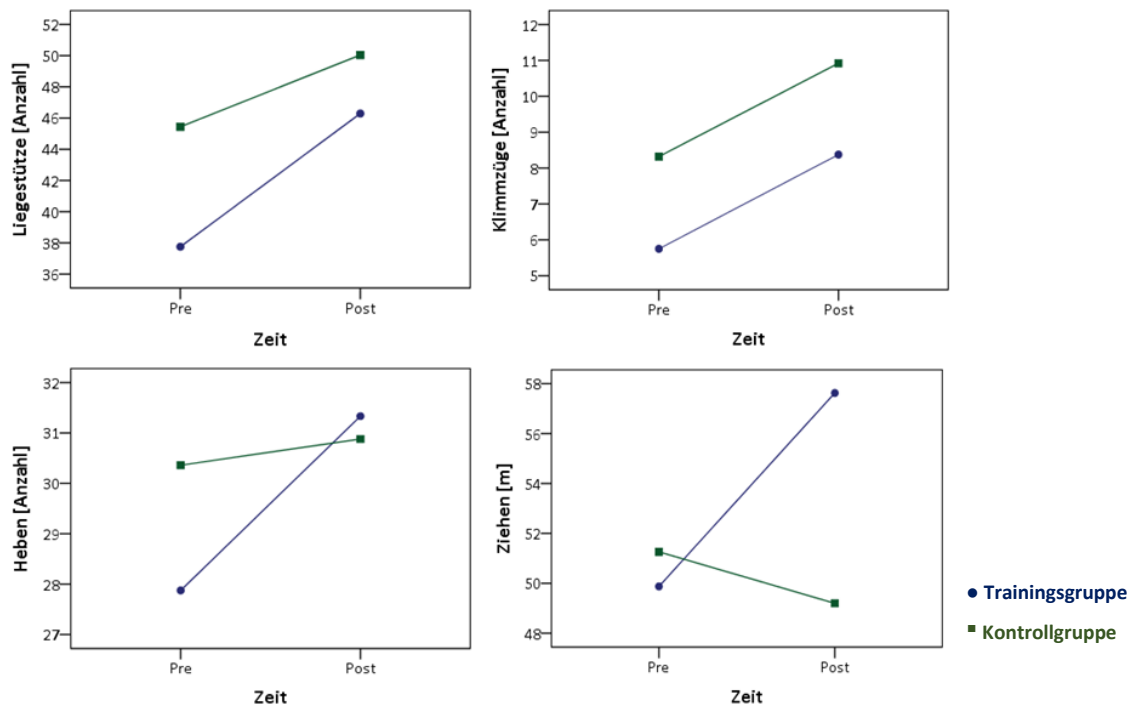 Liegestütze [Anzahl]
52
50
48
46
44
42
40
38
36
Pre
Post
Zeit
Klimmzüge [Anzahl]
12
11
10
9
8
7
6
5
Pre
Post
Zeit
Heben [Anzahl]
32
31
30
29
28
27
Pre
Post
Zeit
Ziehen [m]
58
56
54
52
50
48
Pre
Post
Zeit
Trainingsgruppe
Kontrollgruppe